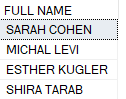 FULL NAME
SARAH COHEN
MICHAL LEVI
ESTHER KUGLER
SHIRA TARAB